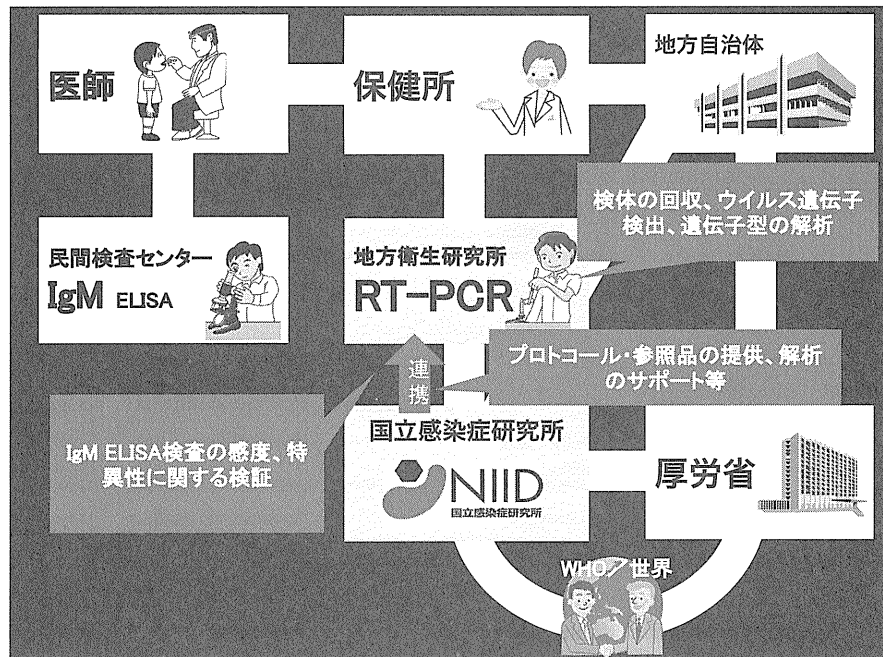 医師
保健所
地方自治体
検体の回収、ウイルス遺伝子
検出、遺伝子型の解析
民間検査センター
IgM ELISA
地方衛生研究所
RT-PCR
連携
プロトコール・参照品の提供、解析
のサポート等
IgM ELISA検査の感度、特
異性に関する検証
国立感染症研究所
NIID
国立感染症研究所
厚労省
WHO/世界